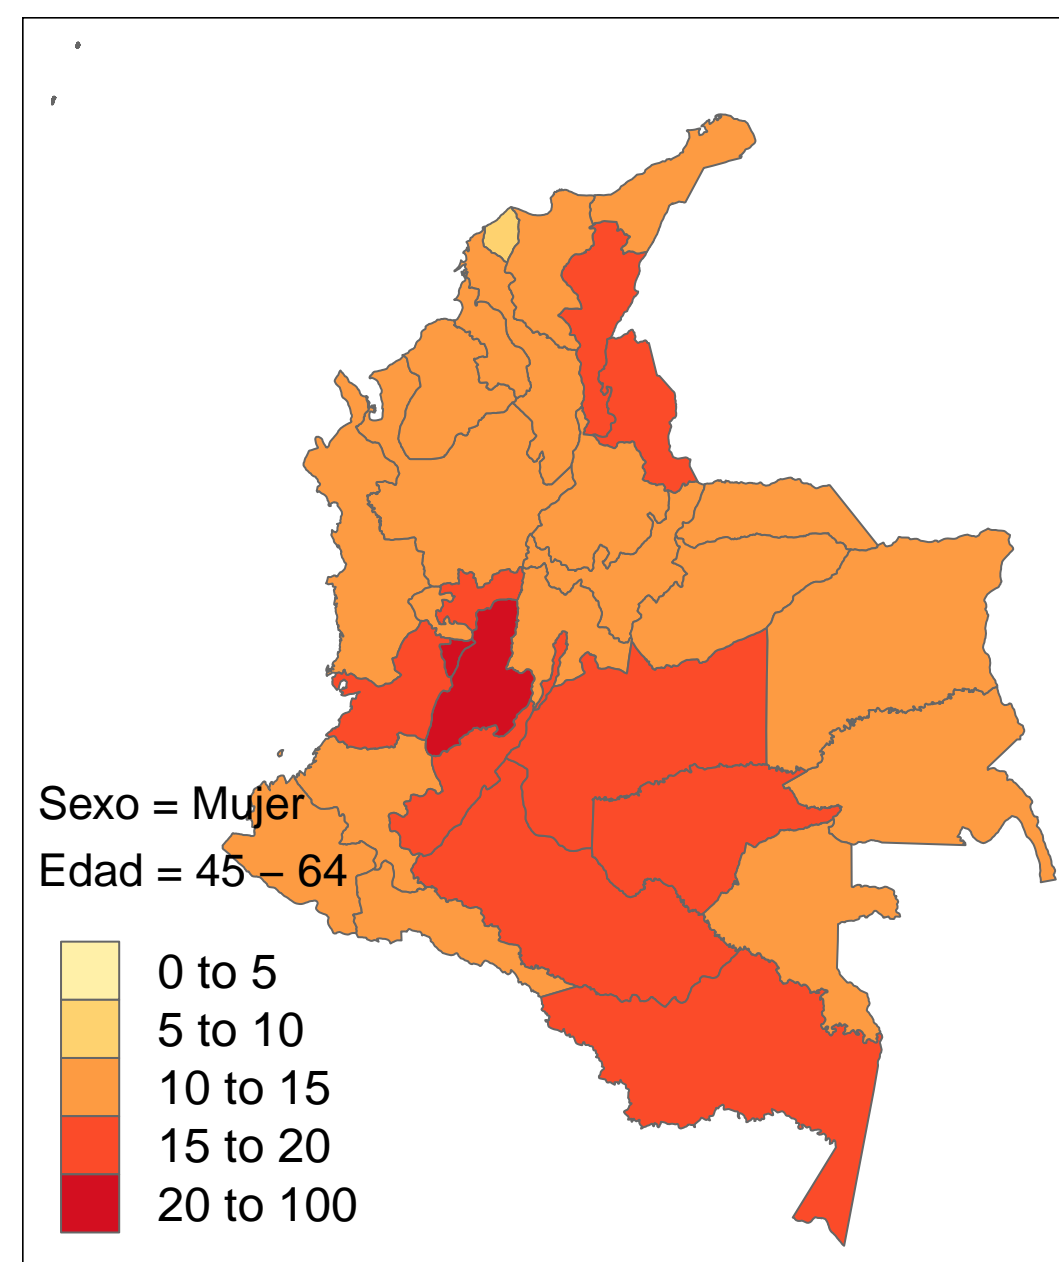 Sexo = Mujer
Edad = 45 – 64
0 to 5
5 to 10
10 to 15
15 to 20
20 to 100